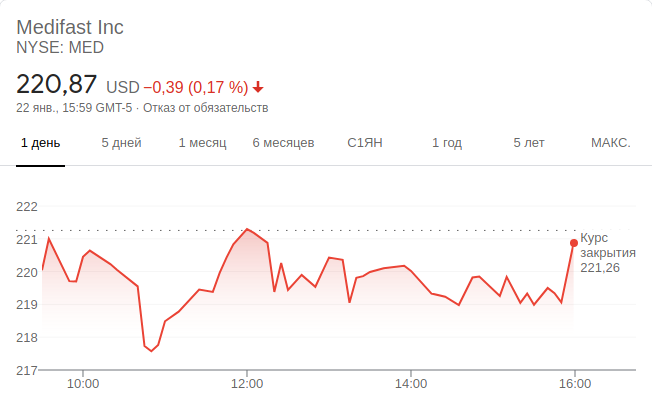 Medifast Inc
NYSE: MED
220,87 USD −0,39 (0,17 %)
22 янв., 15:59 GMT-5 · Отказ от обязательств
1 день 5 дней 1 месяц 6 месяцев С1ЯН 1 год 5 лет МАКС.
222
221
220
219
218
217
Курс
закрытия
221,26
10:00 12:00 14:00 16:00